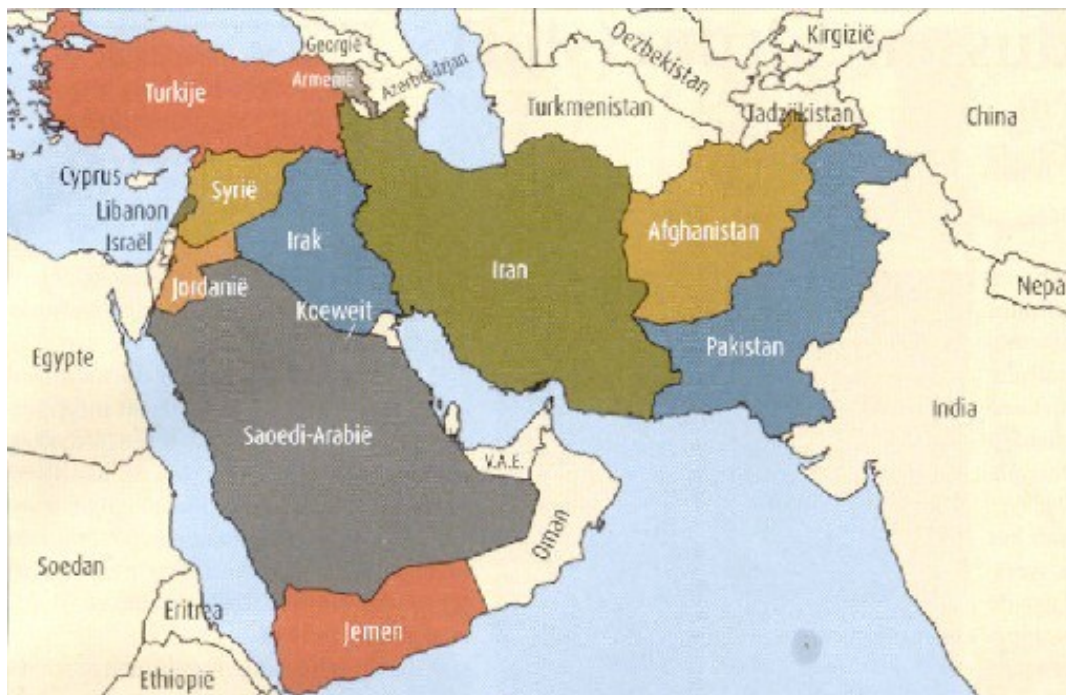 Georgië
Oezbekistan
Kirgizië
Turkije
Armenië
Azerbeidzjan
Turkmenistan
Tadzjikistan
China
Cyprus
Syrië
Libanon
Israël
Irak
Iran
Afghanistan
Jordanië
Koeweit
Nepa
Egypte
Pakistan
India
Saoedi-Arabië
V.A.E.
Oman
Soedan
Eritrea
Jemen
Ethiopië